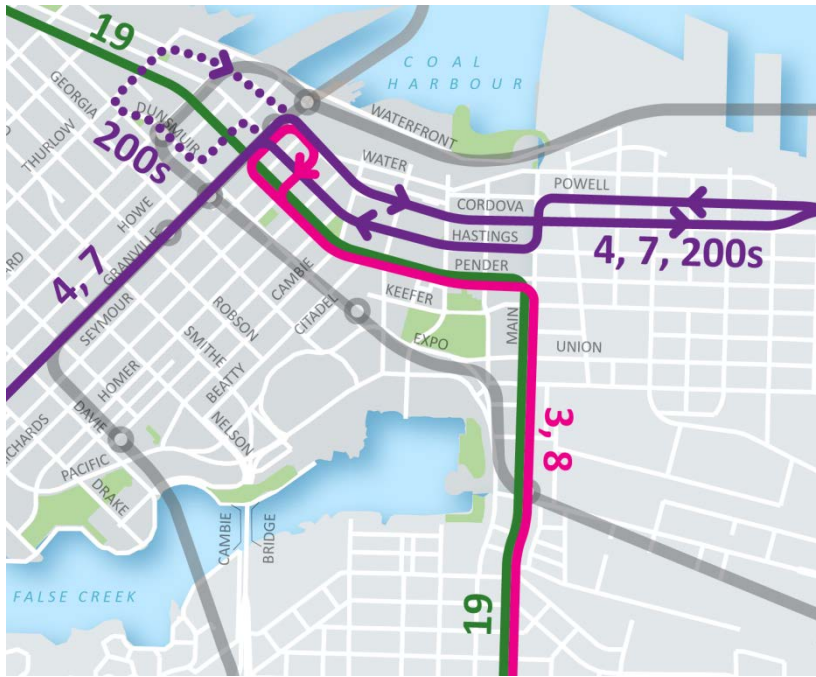 19
COAL
HARBOUR
GEORGIA
DUNSMUIR
THURLOW
200s
WATERFRONT
WATER
POWELL
CORDOVA
HASTINGS
4, 7, 200s
HOWE
GRANVILLE
4, 7
SEYMOUR
PENDER
CAMBIE
KEEFER
CITADEL
ROBSON
EXPO
MAIN
UNION
SMITHE
BEATTY
HOMER
NELSON
DAVIE
3, 8
PACIFIC
DRAKE
CAMBIE
BRIDGE
FALSE CREEK
19